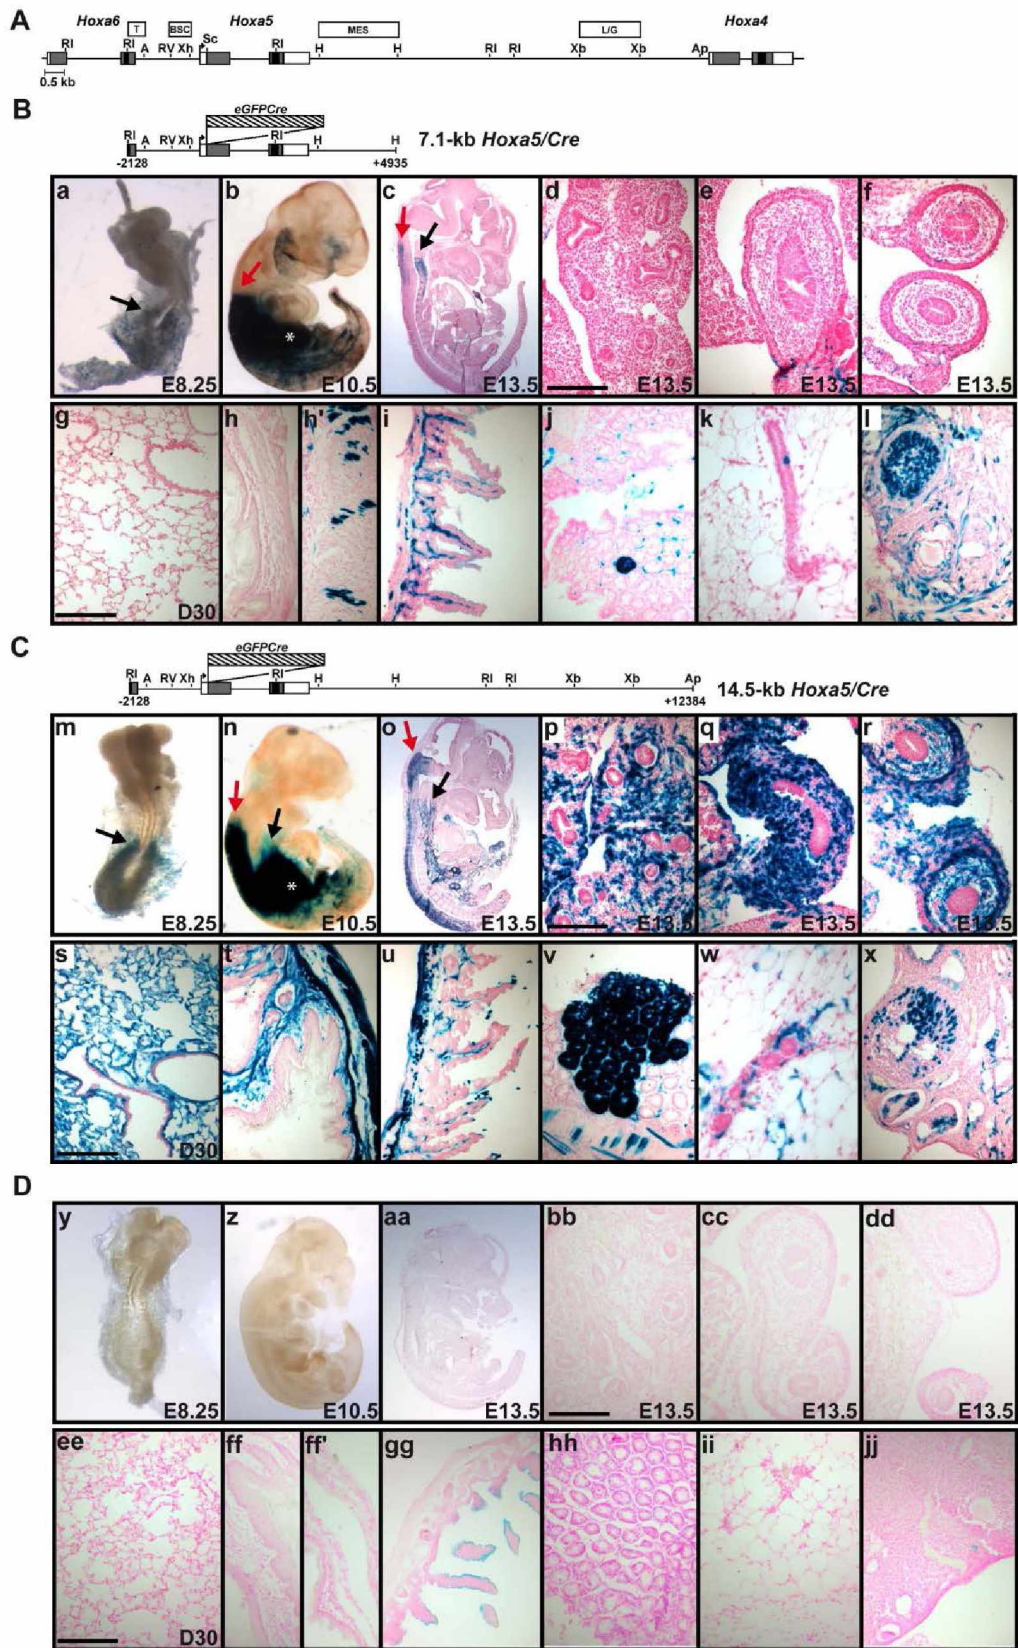 A
Hoxa6 T BSC Hoxa5 MES L/G Hoxa4
RI RI A RV Xh Sc RI H H RI RI Xb Xb Ap
0.5 kb
B
eGFPCre
RI A RV Xh RI H H
-2128 +4935
7.1-kb Hoxa5/Cre
a b c d e f
* 
E8.25 E10.5 E13.5 E13.5 E13.5 E13.5
g h h' i j k l
D30
C
eGFPCre
A RV Xh RI H H RI RI Xb Xb Ap
-2128 +12384
14.5-kb Hoxa5/Cre
m n o p q r
*
E8.25 E10.5 E13.5 E13.5 E13.5 E13.5
s t u v w x
D30
D
y z aa bb cc dd
E8.25 E10.5 E13.5 E13.5 E13.5 E13.5
ee ff ff' gg hh ii jj
D30